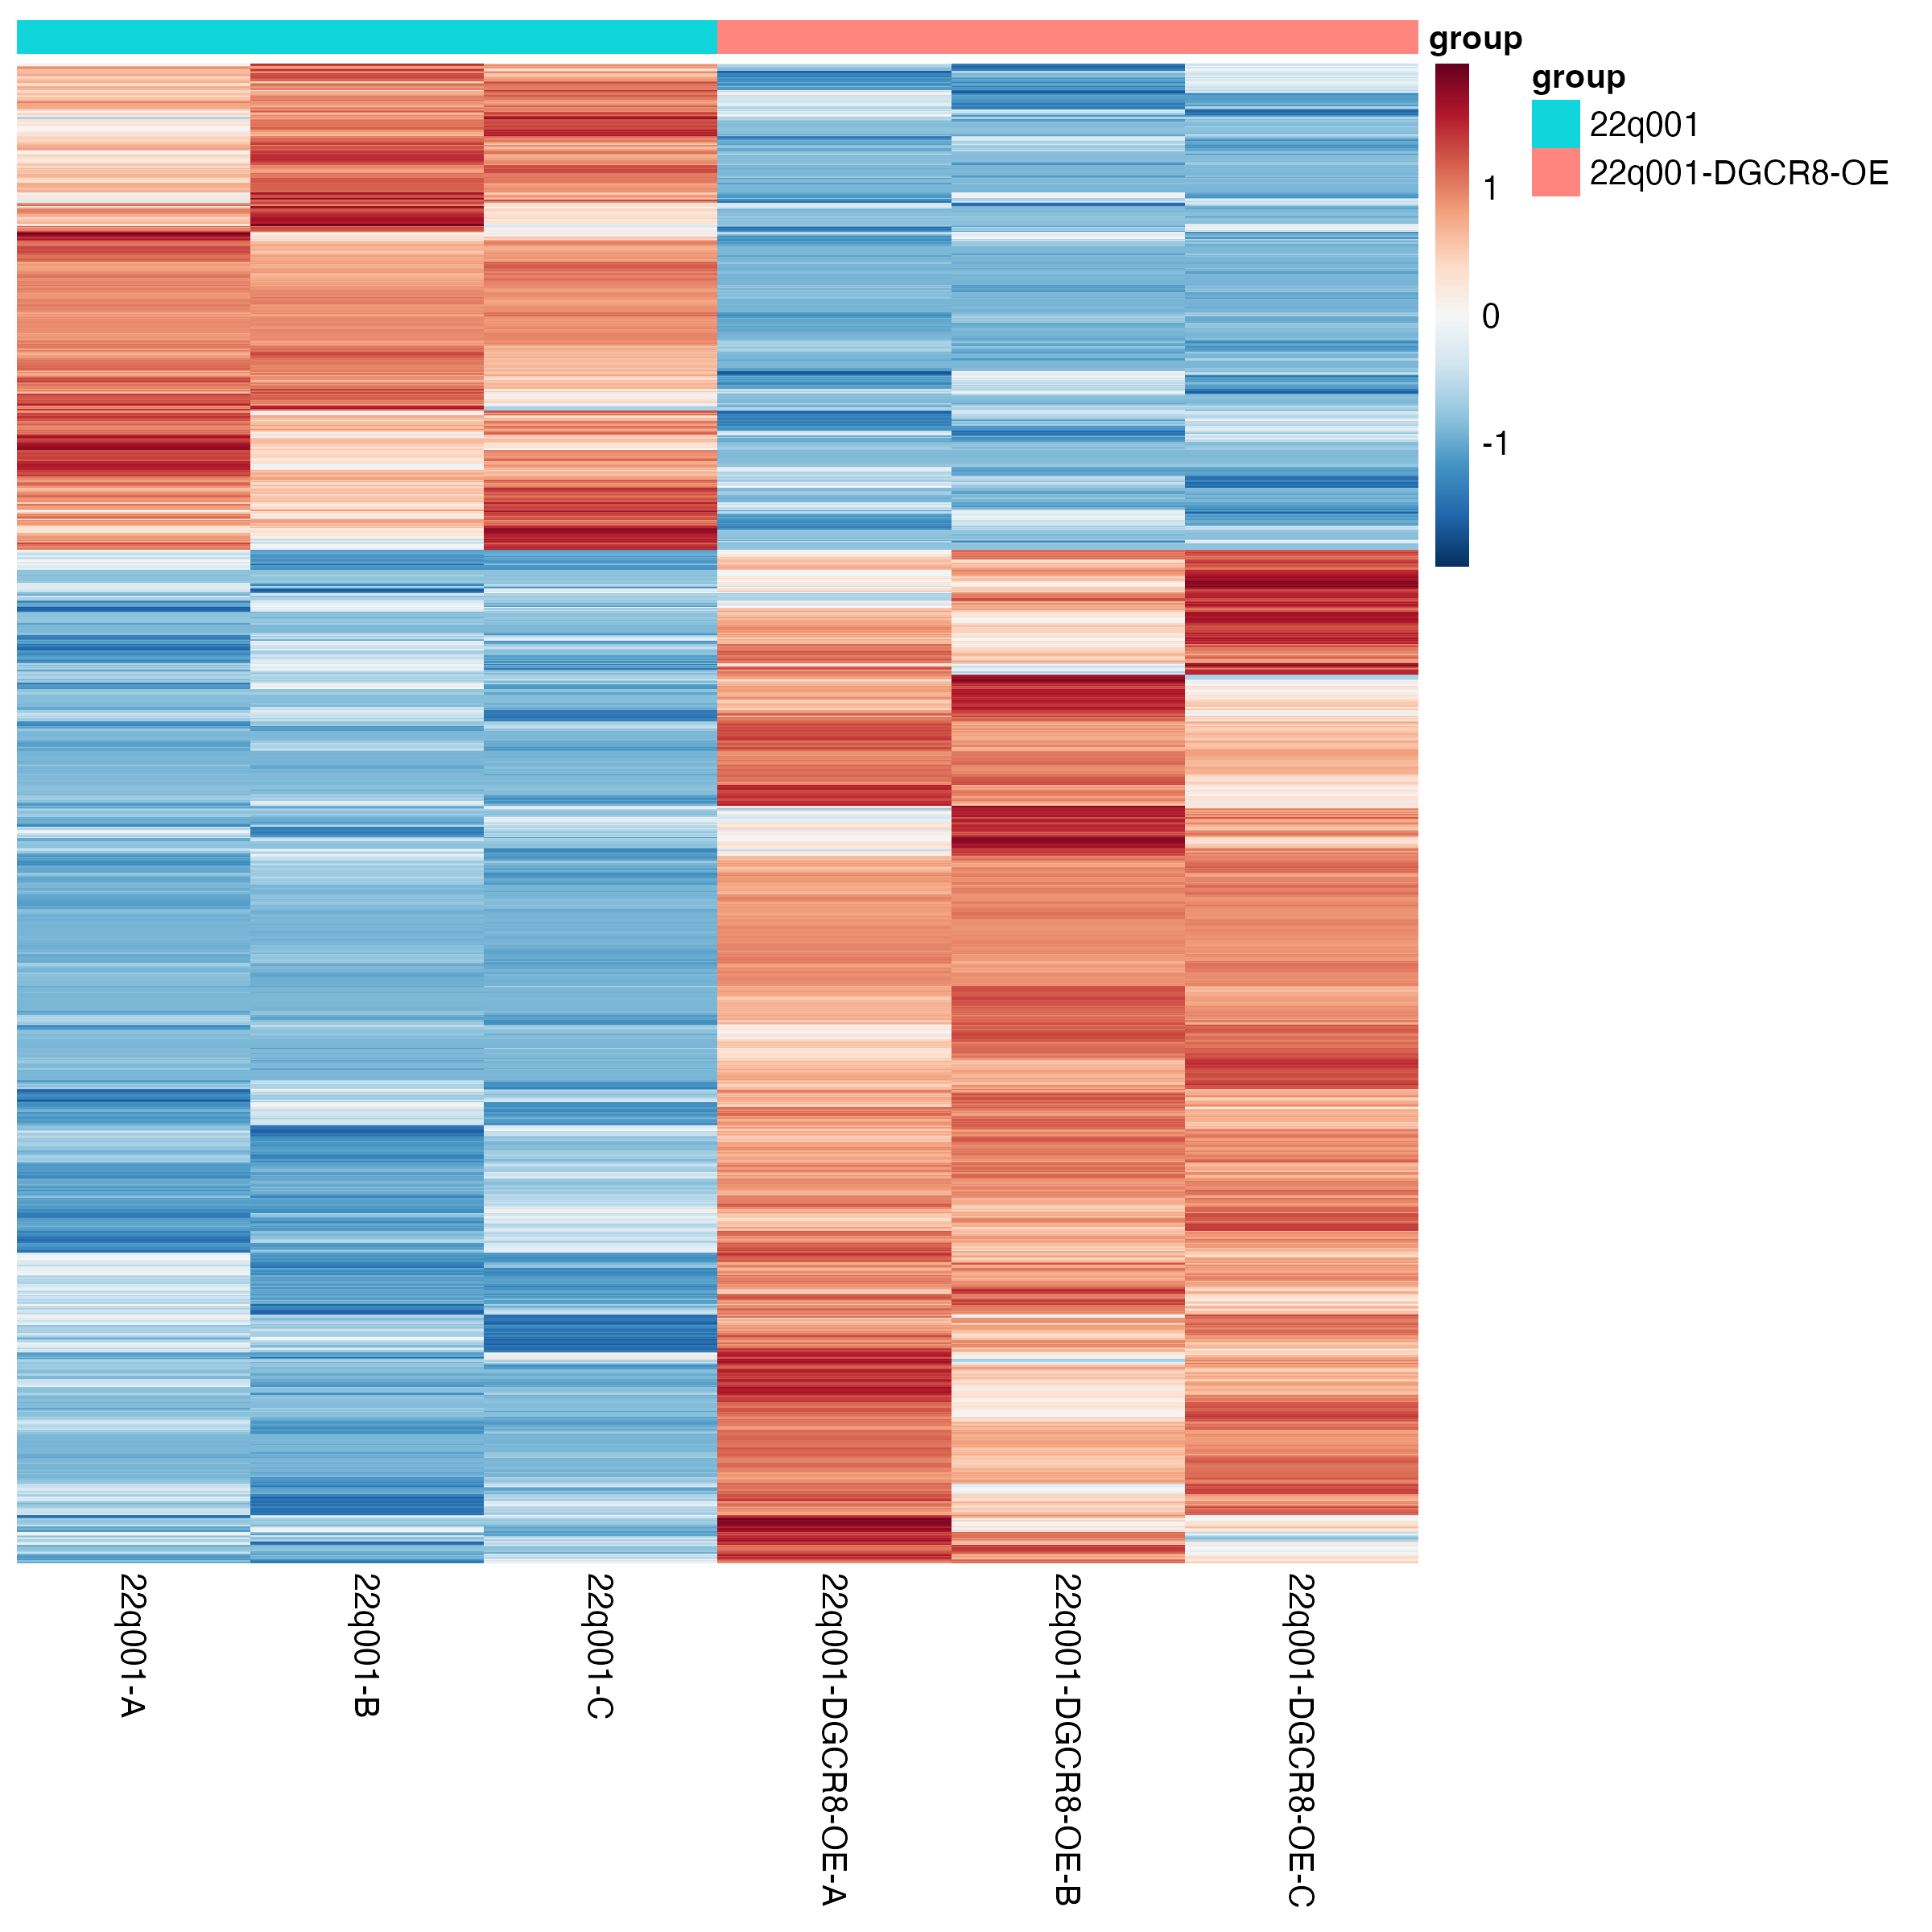 group
group
22q001
22q001-DGCR8-OE
1
0
-1
22q001-A
22q001-B
22q001-C
22q001-DGCR8-OE-A
22q001-DGCR8-OE-B
22q001-DGCR8-OE-C